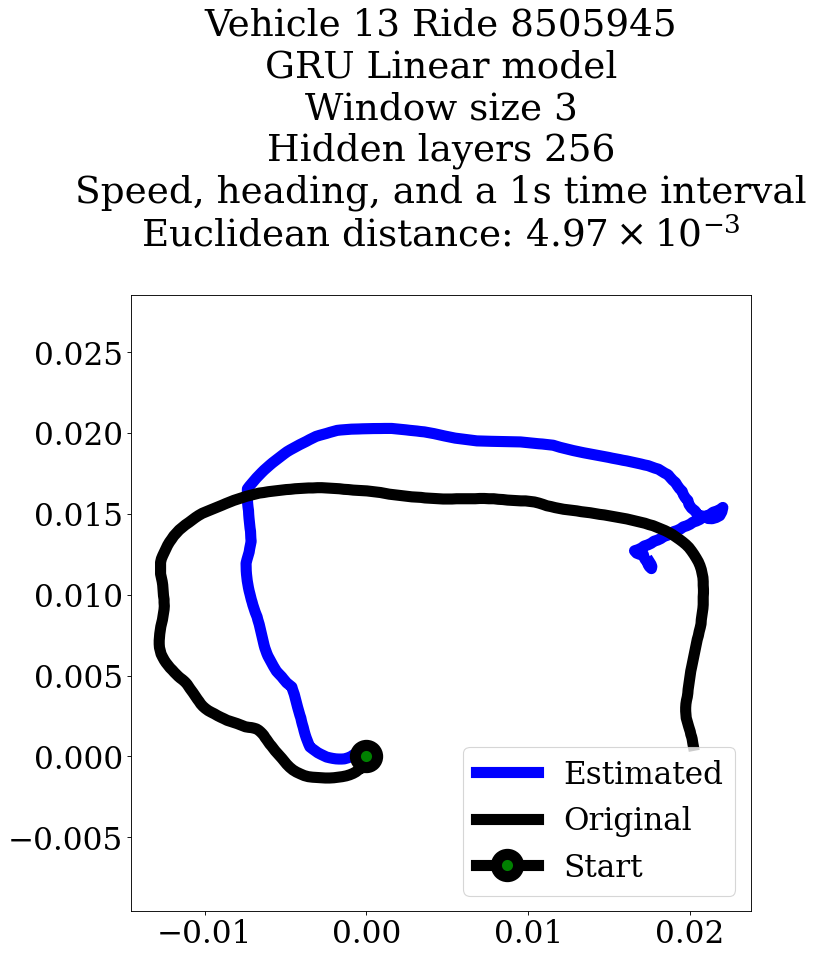 Vehicle 13 Ride 8505945
GRU Linear model
Window size 3
Hidden layers 256
Speed, heading, and a 1s time interval
Euclidean distance: 4.97 × 10⁻³
0.025
0.020
0.015
0.010
0.005
0.000
−0.005
−0.01 0.00 0.01 0.02
Estimated
Original
Start